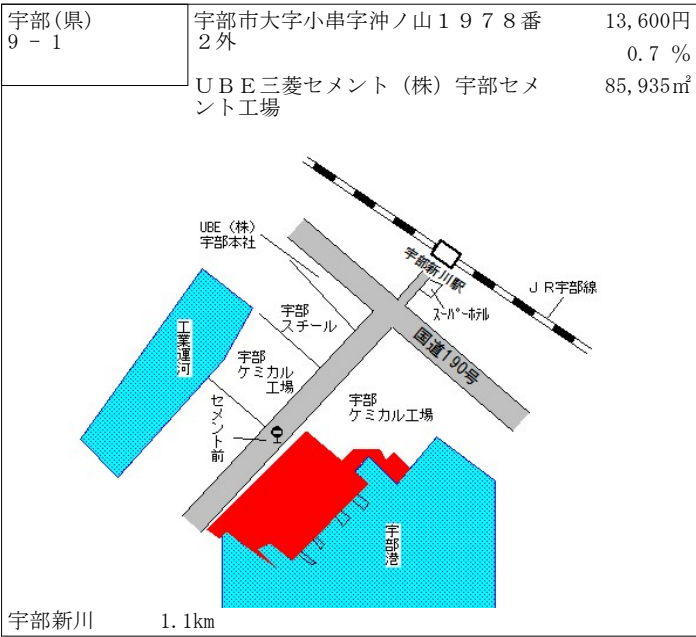 宇部(県)
9 - 1
宇部市大字小串字沖ノ山１９７８番
２外
13,600円
0.7 %
ＵＢＥ三菱セメント（株）宇部セメ
ント工場
85,935㎡
UBE（株）
宇部本社
宇部新川駅
ＪＲ宇部線
ｽｰﾊﾟｰﾎﾃﾙ
宇部
スチール
国道190号
工業運河
宇部
ケミカル
工場
宇部
ケミカル工場
セメント前
宇部港
宇部新川
1.1km